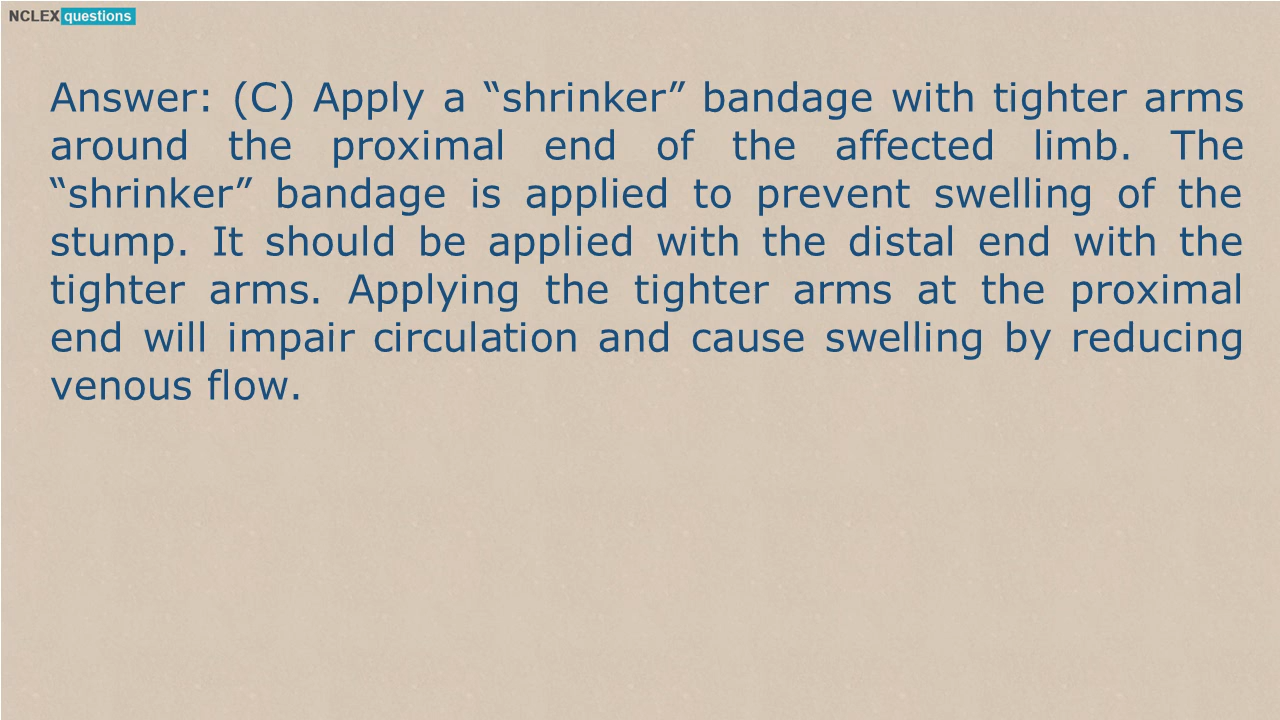 NCLEX questions
Answer: (C) Apply a “shrinker” bandage with tighter arms
around the proximal end of the affected limb. The
“shrinker” bandage is applied to prevent swelling of the
stump. It should be applied with the distal end with the
tighter arms. Applying the tighter arms at the proximal
end will impair circulation and cause swelling by reducing
venous flow.